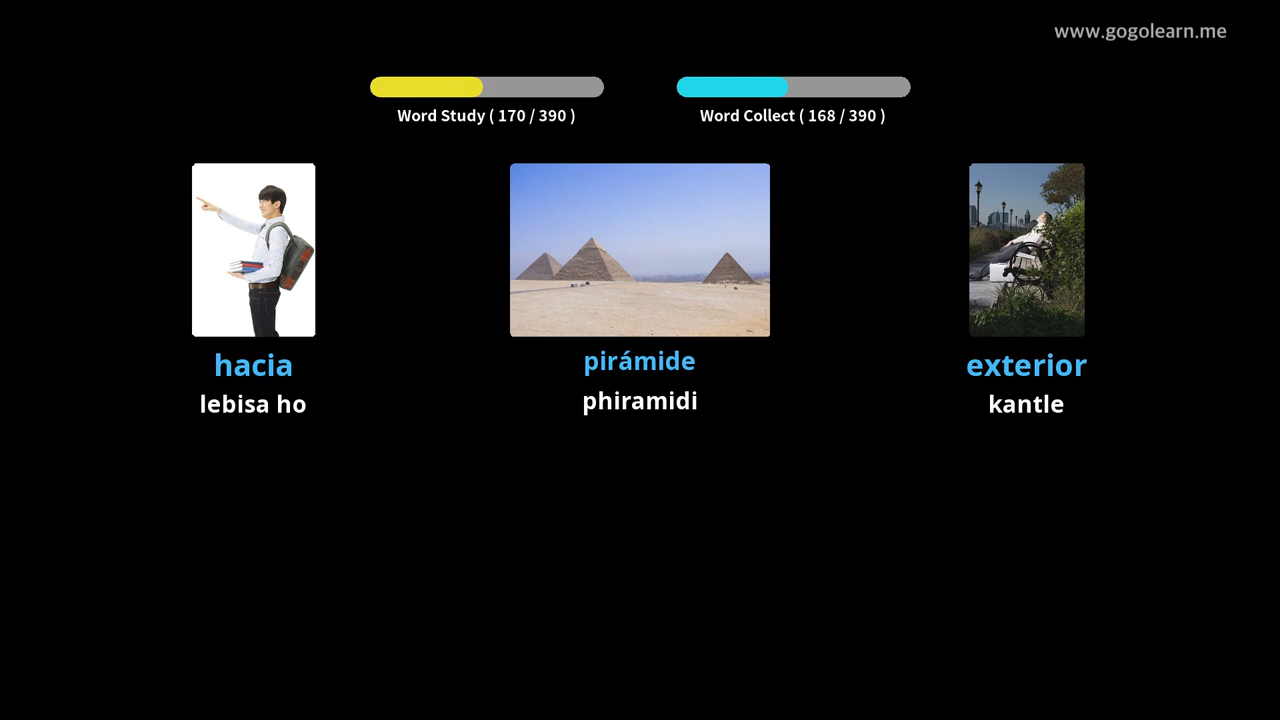 www.gogolearn.me
Word Study ( 170 / 390 )
Word Collect ( 168 / 390 )
hacia
lebisa ho
pirámide
phiramidi
exterior
kantle